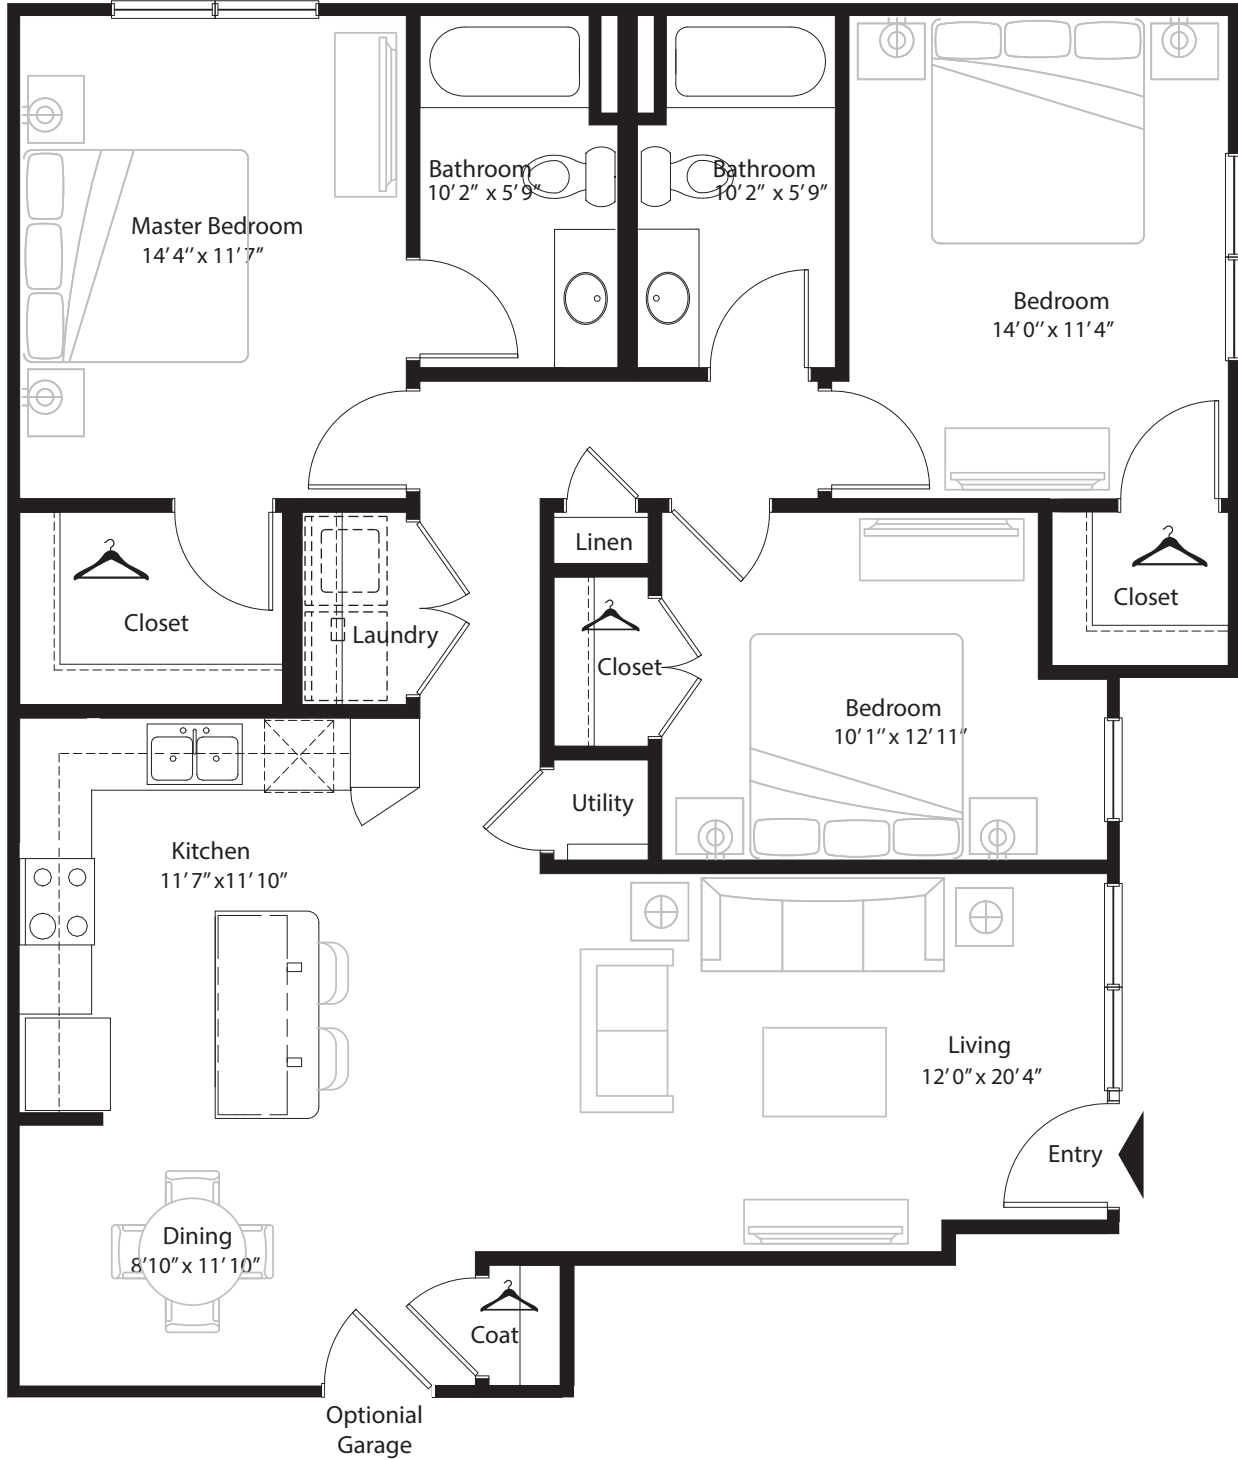 Bathroom
10' 2" x 5' 9"
Bathroom
10' 2" x 5' 9"
Master Bedroom
14' 4" x 11' 7"
Bedroom
14' 0" x 11' 4"
Linen
Closet
Closet
Laundry
Closet
Bedroom
10' 1" x 12' 11"
Utility
Kitchen
11' 7" x11' 10"
Living
12' 0" x 20' 4"
Entry
Dining
8'10" x 11' 10"
Coat
Optionial
Garage